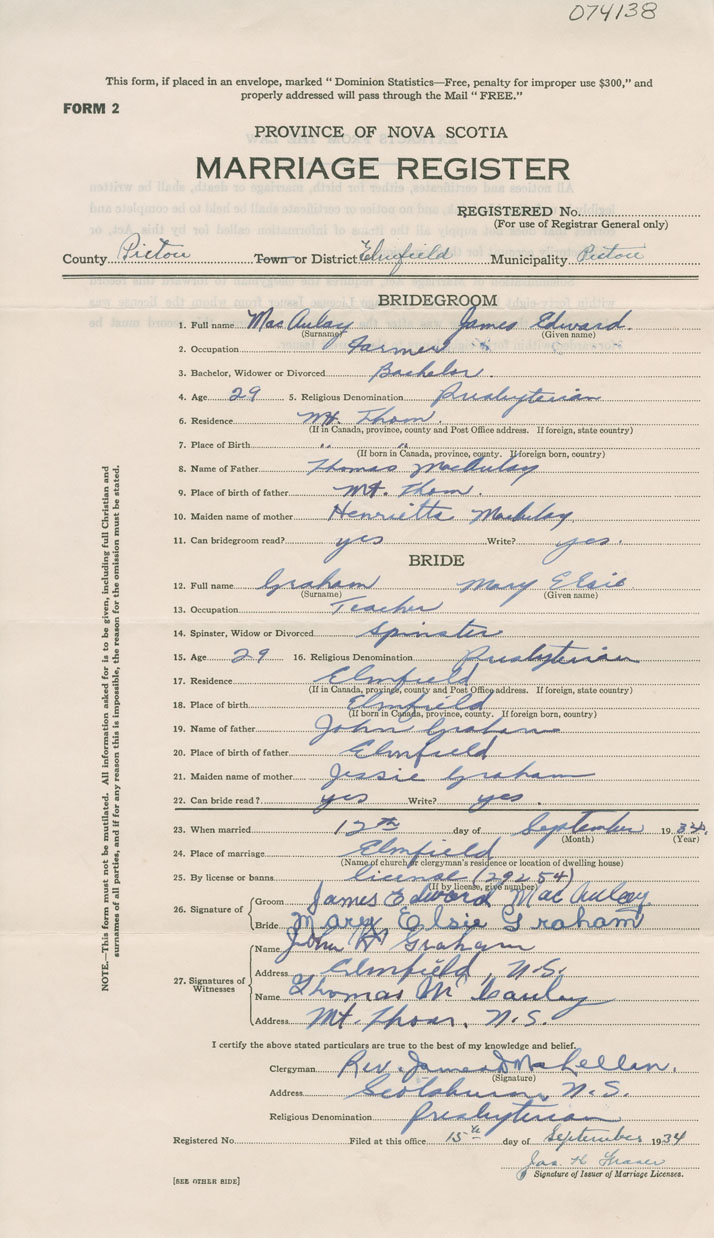 074138
This form, if placed in an envelope, marked "Dominion Statistics—Free, penalty for improper use $300," and
properly addressed will pass through the Mail "FREE."
FORM 2
PROVINCE OF NOVA SCOTIA
MARRIAGE REGISTER
REGISTERED No.
(For use of Registrar General only)
County Pictou Town or District Elmfield Municipality Pictou
BRIDEGROOM
1. Full name MacAulay James Edward.
(Surname) (Given name)
2. Occupation Farmer
3. Bachelor, Widower or Divorced Bachelor.
4. Age 29 5. Religious Denomination Presbyterian
6. Residence Mt. Thom.
(If in Canada, province, county and Post Office address. If foreign, state country)
7. Place of Birth " "
(If born in Canada, province, county. If foreign born, country)
8. Name of Father Thomas MacAulay
9. Place of birth of father Mt. Thom.
10. Maiden name of mother Henrietta MacAulay
11. Can bridegroom read? yes Write? yes.
BRIDE
12. Full name Graham Mary Elsie
(Surname) (Given name)
13. Occupation Teacher
14. Spinster, Widow or Divorced Spinster
15. Age 29 16. Religious Denomination Presbyterian
17. Residence Elmfield
(If in Canada, province, county and Post Office address. If foreign, state country)
18. Place of birth Elmfield
(If born in Canada, province, county. If foreign born, country)
19. Name of father John Graham
20. Place of birth of father Elmfield
21. Maiden name of mother Jessie Graham
22. Can bride read? yes Write? yes.
23. When married 12th day of September 1934.
(Month) (Year)
24. Place of marriage Elmfield
(Name of church or clergyman's residence or location of dwelling house)
25. By license or banns license (29254)
(If by license, give number)
26. Signature of
Groom James Edward MacAulay
Bride Mary Elsie Graham
27. Signatures of Witnesses
Name John Graham
Address Elmfield, N.S.
Name Thomas McCauley
Address Mt. Thom, N.S.
I certify the above stated particulars are true to the best of my knowledge and belief.
Clergyman Rev. James D McLellan.
(Signature)
Address Scotsburn, N.S.
Religious Denomination Presbyterian
Registered No. Filed at this office 15th day of September 1934
Jas. H Fraser
Signature of Issuer of Marriage Licenses.
[SEE OTHER SIDE]
NOTE.—This form must not be mutilated. All information asked for is to be given, including full Christian and
surnames of all parties, and if for any reason this is impossible, the reason for the omission must be stated.